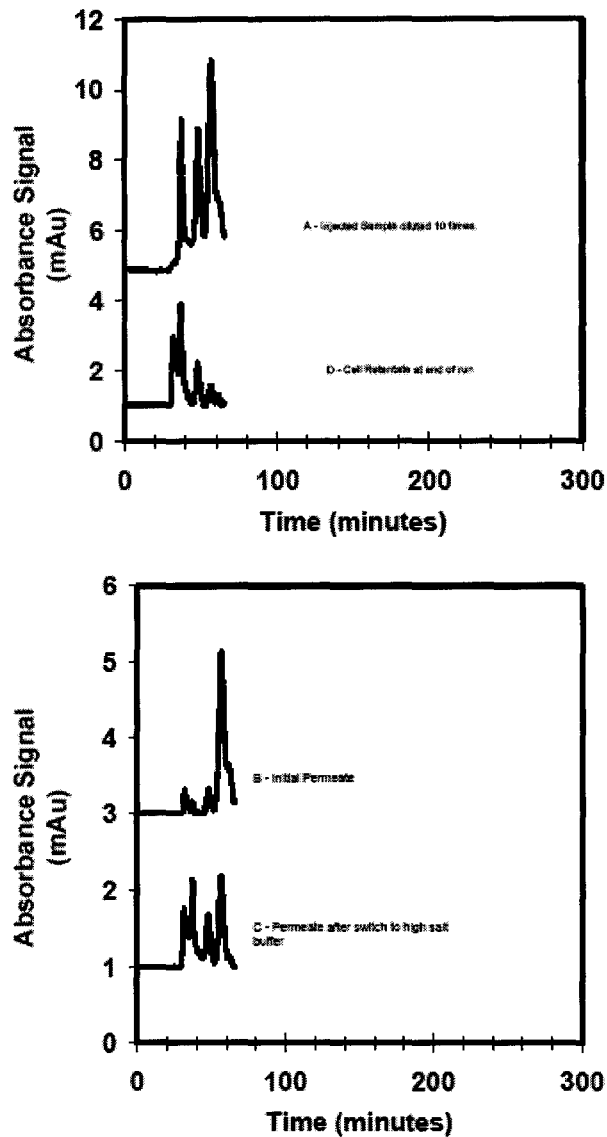 12
10
8
6
4
2
0
Absorbance Signal
(mAu)
A - Injected Sample diluted 10 times
D - Cell Retentate at end of run
0 100 200 300
Time (minutes)
6
5
4
3
2
1
0
Absorbance Signal
(mAu)
B - Initial Permeate
C - Permeate after switch to high salt
buffer
0 100 200 300
Time (minutes)